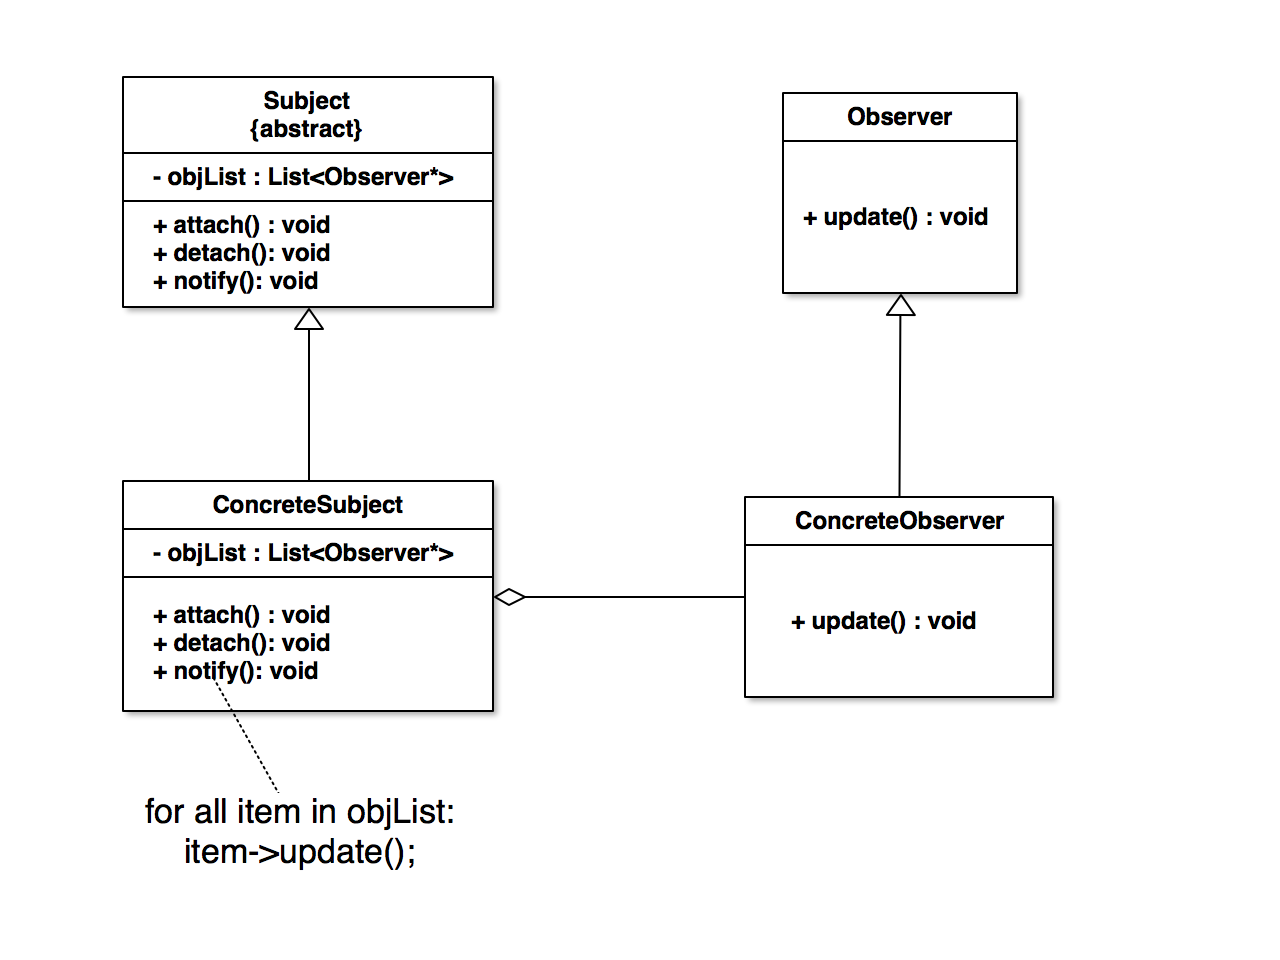 Subject
{abstract}
- objList : List<Observer*>
+ attach() : void
+ detach(): void
+ notify(): void
Observer
+ update() : void
ConcreteSubject
- objList : List<Observer*>
+ attach() : void
+ detach(): void
+ notify(): void
ConcreteObserver
+ update() : void
for all item in objList:
item->update();